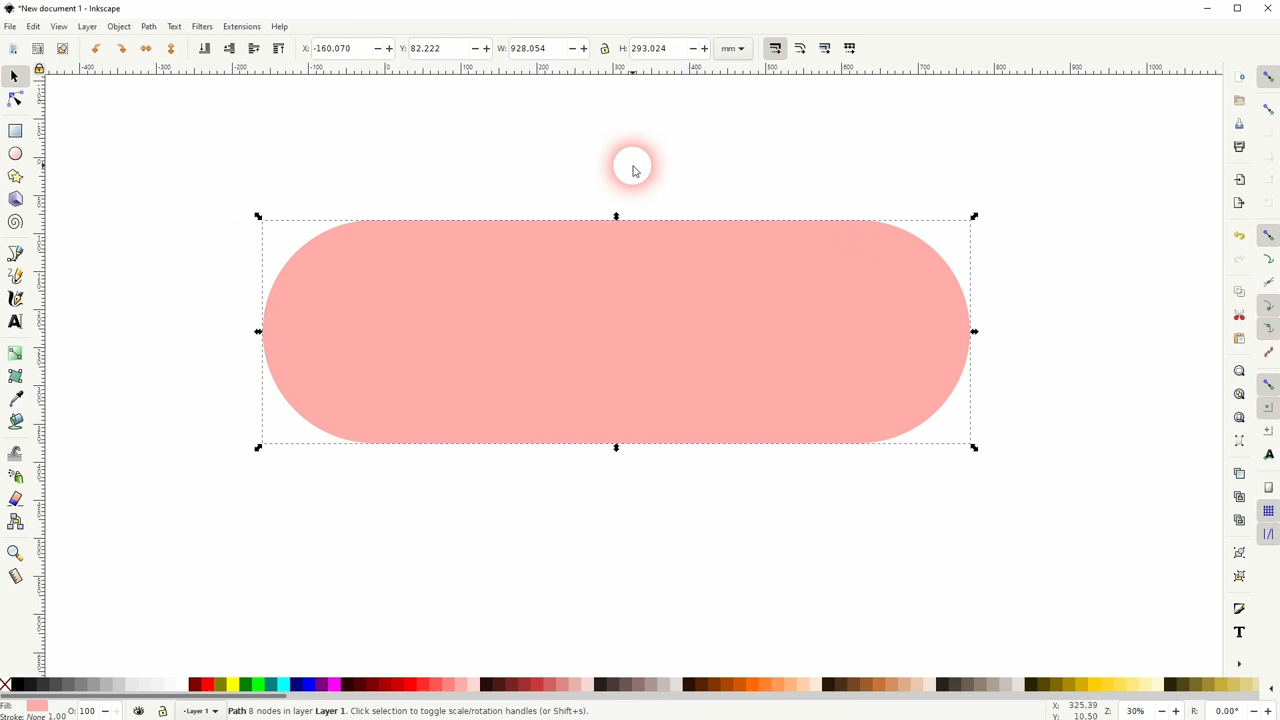 *New document 1 - Inkscape
File Edit View Layer Object Path Text Filters Extensions Help
X: -160.070 Y: 82.222 W: 928.054 H: 293.024 mm
-400 -300 -200 -100 0 100 200 300 400 500 600 700 800 900 1000
Fill: O: 100 Layer 1 Path 8 nodes in layer Layer 1. Click selection to toggle scale/rotation handles (or Shift+s). X: 325.39 Z: 30% R: 0.00°
Stroke: None 1.00 Y: 10.50